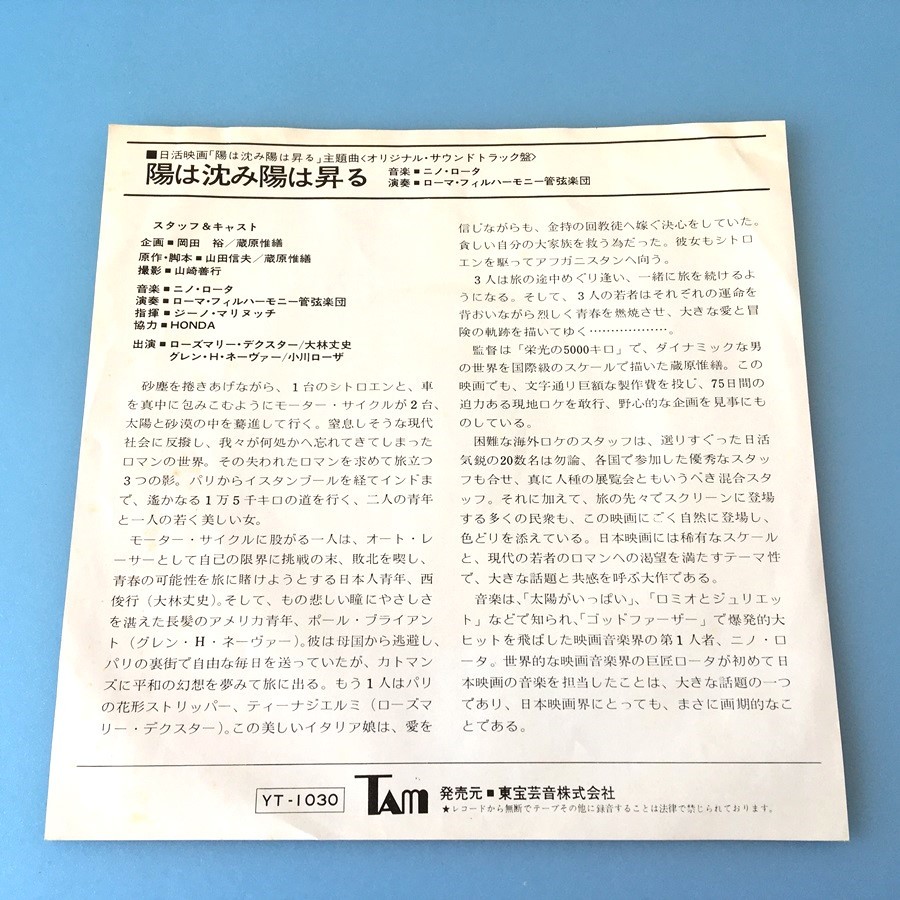 ■日活映画「陽は沈み陽は昇る」主題曲〈オリジナル・サウンドトラック盤〉
陽は沈み陽は昇る
音楽■ニノ・ロータ
演奏■ローマ・フィルハーモニー管弦楽団
スタッフ＆キャスト
企画■岡田　裕／蔵原惟繕
原作・脚本■山田信夫／蔵原惟繕
撮影■山崎善行
音楽■ニノ・ロータ
演奏■ローマ・フィルハーモニー管弦楽団
指揮■ジーノ・マリヌッチ
協力■HONDA
出演■ローズマリー・デクスター/大林丈史
グレン・H・ネーヴァー/小川ローザ
砂塵を捲きあげながら、１台のシトロエンと、車
を真中に包みこむようにモーター・サイクルが２台、
太陽と砂漠の中を驀進して行く。窒息しそうな現代
社会に反撥し、我々が何処かへ忘れてきてしまった
ロマンの世界。その失われたロマンを求めて旅立つ
３つの影。パリからイスタンブールを経てインドま
で、遙かなる１万５千キロの道を行く、二人の青年
と一人の若く美しい女。
モーター・サイクルに股がる一人は、オート・レ
ーサーとして自己の限界に挑戦の末、敗北を喫し、
青春の可能性を旅に賭けようとする日本人青年、西
俊行（大林丈史）。そして、もの悲しい瞳にやさしさ
を湛えた長髪のアメリカ青年、ポール・ブライアン
ト（グレン・H・ネーヴァー）。彼は母国から逃避し、
パリの裏街で自由な毎日を送っていたが、カトマン
ズに平和の幻想を夢みて旅に出る。もう１人はパリ
の花形ストリッパー、ティーナジエルミ（ローズマ
リー・デクスター）。この美しいイタリア娘は、愛を
信じながらも、金持の回教徒へ嫁ぐ決心をしていた。
貧しい自分の大家族を救う為だった。彼女もシトロ
エンを駆ってアフガニスタンへ向う。
３人は旅の途中めぐり逢い、一緒に旅を続けるよ
うになる。そして、３人の若者はそれぞれの運命を
背おいながら烈しく青春を燃焼させ、大きな愛と冒
険の軌跡を描いてゆく………………。
監督は「栄光の5000キロ」で、ダイナミックな男
の世界を国際級のスケールで描いた蔵原惟繕。この
映画でも、文字通り巨額な製作費を投じ、75日間の
迫力ある現地ロケを敢行、野心的な企画を見事にも
のしている。
困難な海外ロケのスタッフは、選りすぐった日活
気鋭の20数名は勿論、各国で参加した優秀なスタッ
フも合せ、真に人種の展覧会ともいうべき混合スタ
ッフ。それに加えて、旅の先々でスクリーンに登場
する多くの民衆も、この映画にごく自然に登場し、
色どりを添えている。日本映画には稀有なスケール
と、現代の若者のロマンへの渇望を満たすテーマ性
で、大きな話題と共感を呼ぶ大作である。
音楽は、「太陽がいっぱい」、「ロミオとジュリエッ
ト」などで知られ、「ゴッドファーザー」で爆発的大
ヒットを飛ばした映画音楽界の第１人者、ニノ・ロ
ータ。世界的な映画音楽界の巨匠ロータが初めて日
本映画の音楽を担当したことは、大きな話題の一つ
であり、日本映画界にとっても、まさに画期的なこ
とである。
YT-1030
TAM
発売元■東宝芸音株式会社
★レコードから無断でテープその他に録音することは法律で禁じられております。